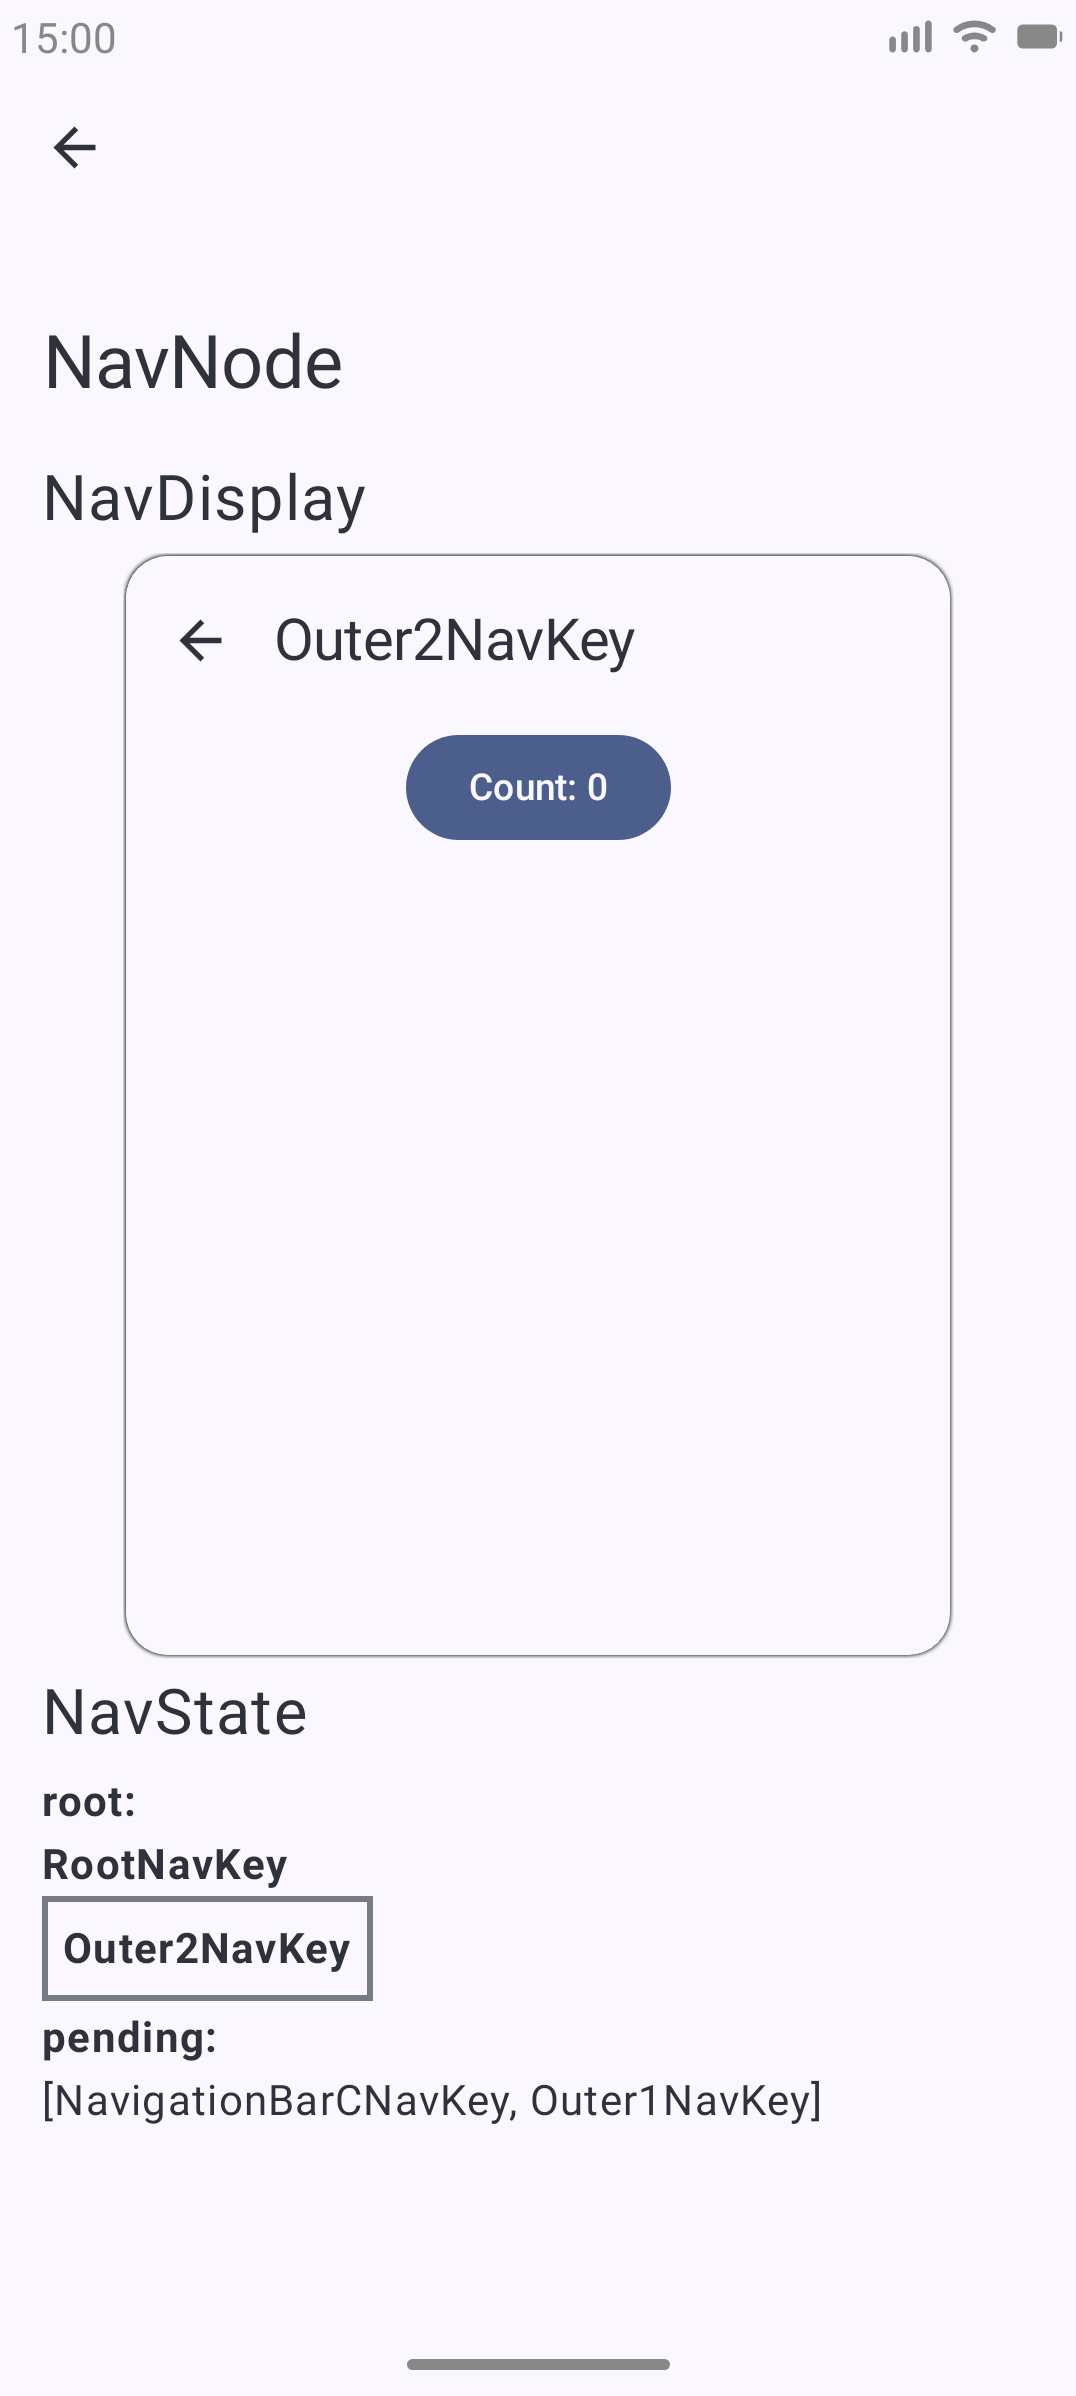 15:00
NavNode
NavDisplay
Outer2NavKey
Count: 0
NavState
root:
RootNavKey
Outer2NavKey
pending:
[NavigationBarCNavKey, Outer1NavKey]